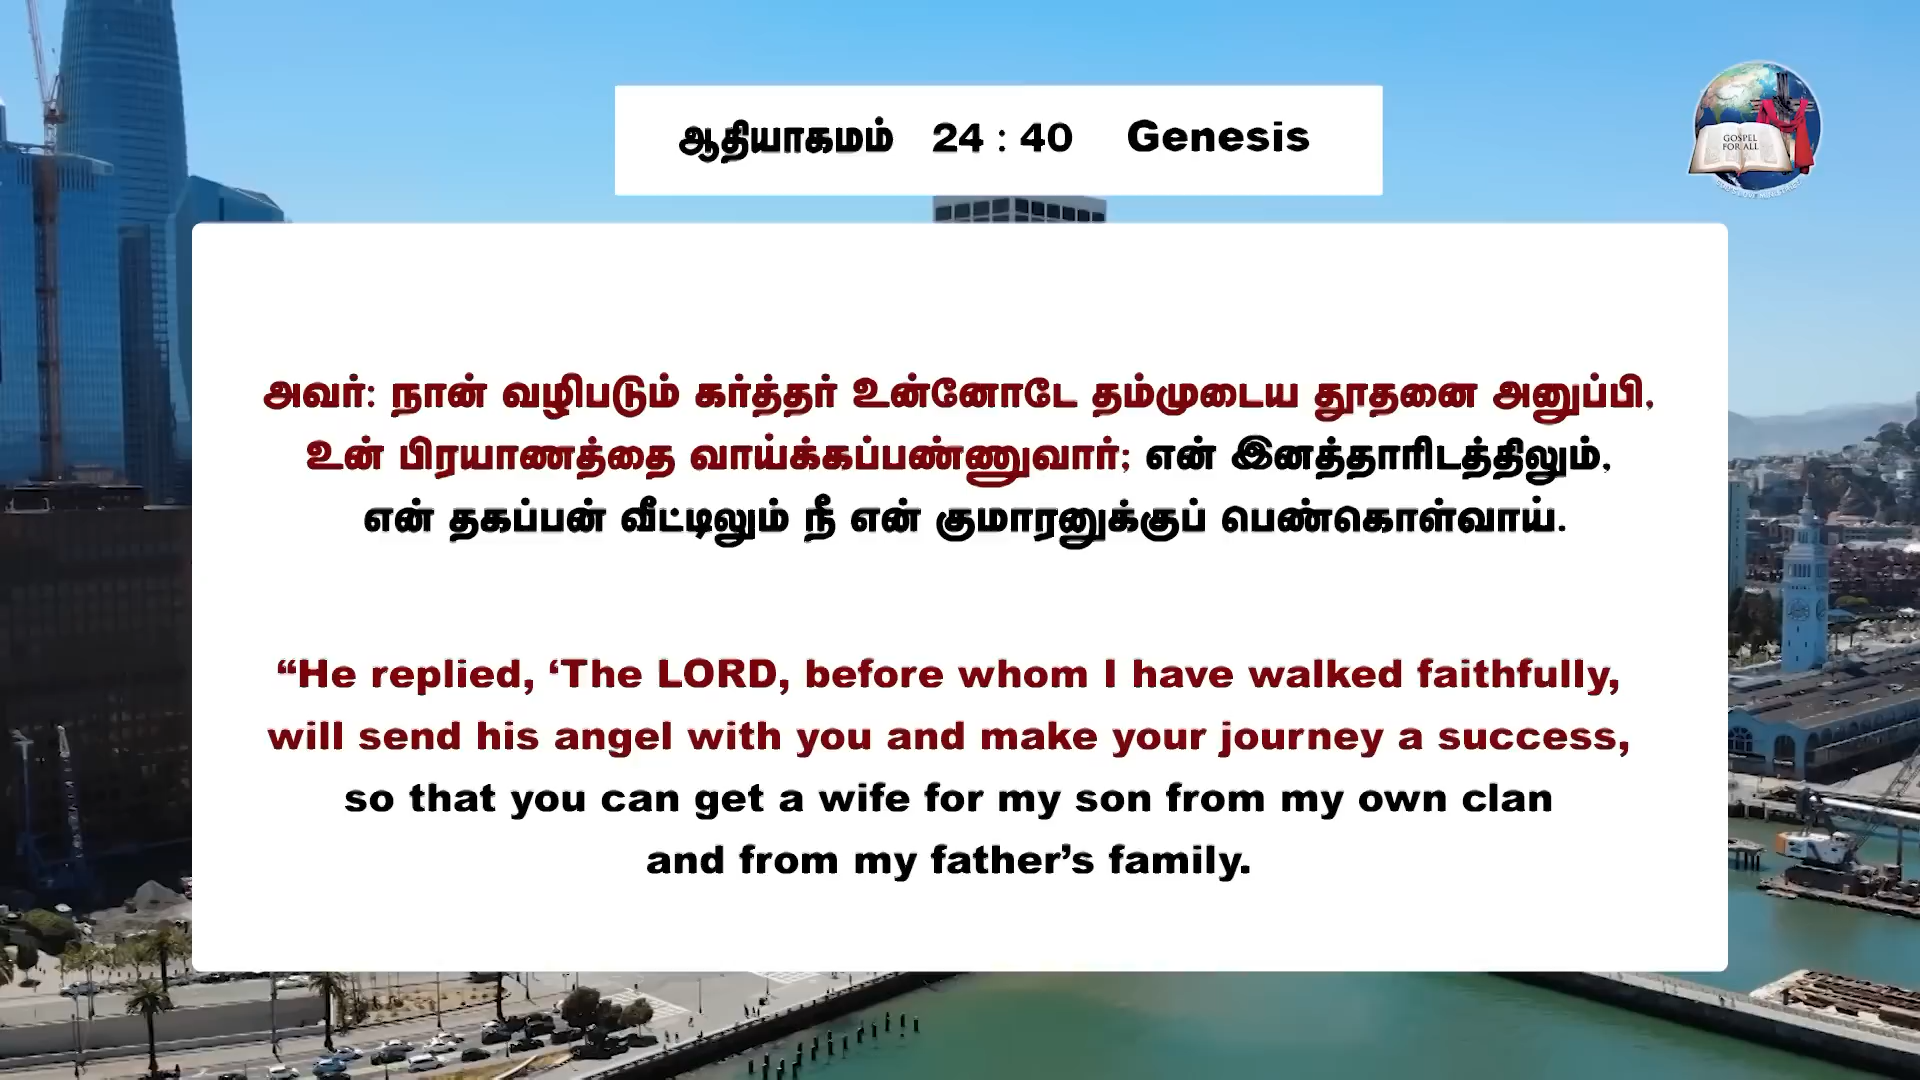 ஆதியாகமம் 24 : 40 Genesis
GOSPEL
FOR ALL
அவர்: நான் வழிபடும் கர்த்தர் உன்னோடே தம்முடைய தூதனை அனுப்பி,
உன் பிரயாணத்தை வாய்க்கப்பண்ணுவார்; என் இனத்தாரிடத்திலும்,
என் தகப்பன் வீட்டிலும் நீ என் குமாரனுக்குப் பெண்கொள்வாய்.
“He replied, ‘The LORD, before whom I have walked faithfully,
will send his angel with you and make your journey a success,
so that you can get a wife for my son from my own clan
and from my father’s family.